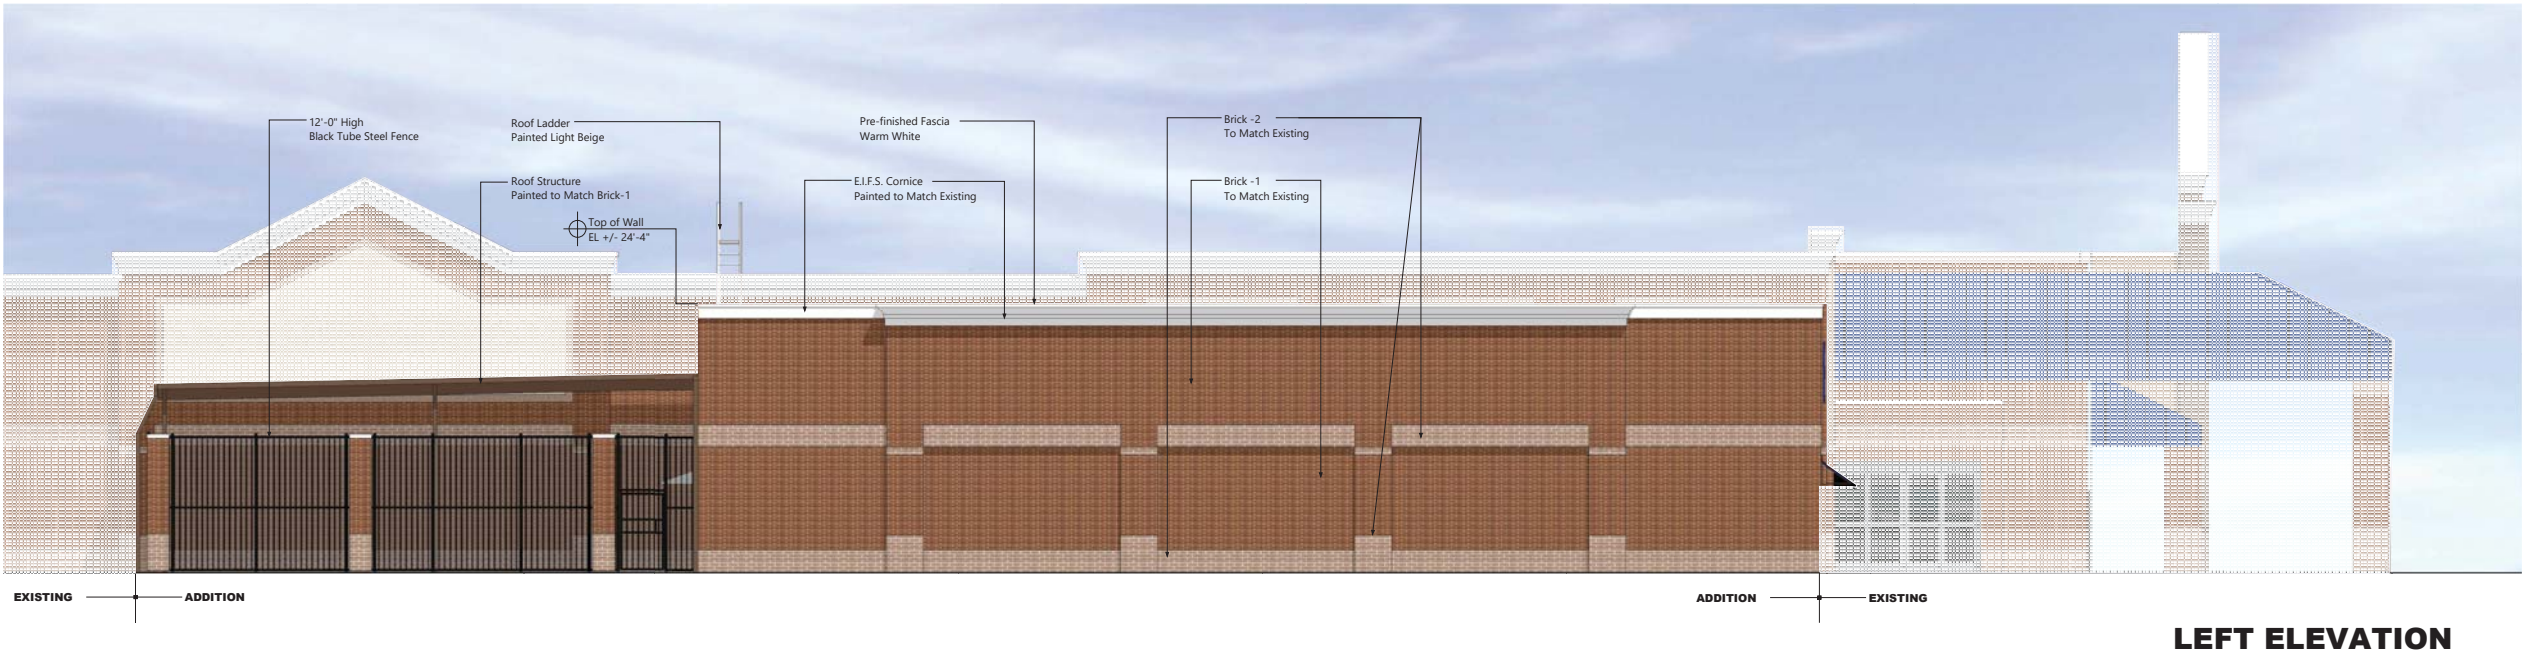 12'-0" High
Black Tube Steel Fence
Roof Ladder
Painted Light Beige
Pre-finished Fascia
Warm White
Brick -2
To Match Existing
Roof Structure
Painted to Match Brick-1
E.I.F.S. Cornice
Painted to Match Existing
Brick -1
To Match Existing
Top of Wall
EL +/- 24'-4"
EXISTING
ADDITION
ADDITION
EXISTING
LEFT ELEVATION